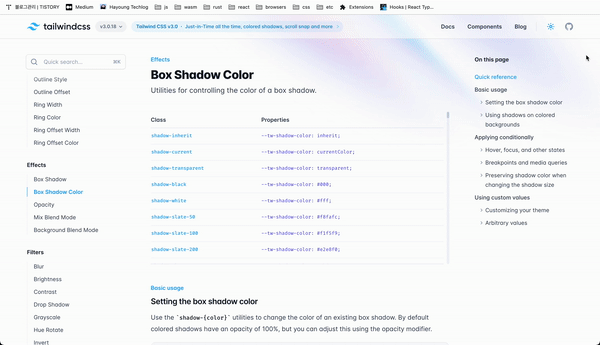 블로그관리 | TISTORY Medium Hayoung Techlog js wasm rust react browsers css etc Extensions Hooks | React Typ...
tailwindcss v3.0.18 Tailwind CSS v3.0 · Just-in-Time all the time, colored shadows, scroll snap and more Docs Components Blog
Quick search... ⌘K
Outline Style
Outline Offset
Ring Width
Ring Color
Ring Offset Width
Ring Offset Color
Effects
Box Shadow
Box Shadow Color
Opacity
Mix Blend Mode
Background Blend Mode
Filters
Blur
Brightness
Contrast
Drop Shadow
Grayscale
Hue Rotate
Invert
Effects
Box Shadow Color
Utilities for controlling the color of a box shadow.
Class Properties
shadow-inherit --tw-shadow-color: inherit;
shadow-current --tw-shadow-color: currentColor;
shadow-transparent --tw-shadow-color: transparent;
shadow-black --tw-shadow-color: #000;
shadow-white --tw-shadow-color: #fff;
shadow-slate-50 --tw-shadow-color: #f8fafc;
shadow-slate-100 --tw-shadow-color: #f1f5f9;
shadow-slate-200 --tw-shadow-color: #e2e8f0;
Basic usage
Setting the box shadow color
Use the `shadow-{color}` utilities to change the color of an existing box shadow. By default
colored shadows have an opacity of 100%, but you can adjust this using the opacity modifier.
On this page
Quick reference
Basic usage
Setting the box shadow color
Using shadows on colored
backgrounds
Applying conditionally
Hover, focus, and other states
Breakpoints and media queries
Preserving shadow color when
changing the shadow size
Using custom values
Customizing your theme
Arbitrary values